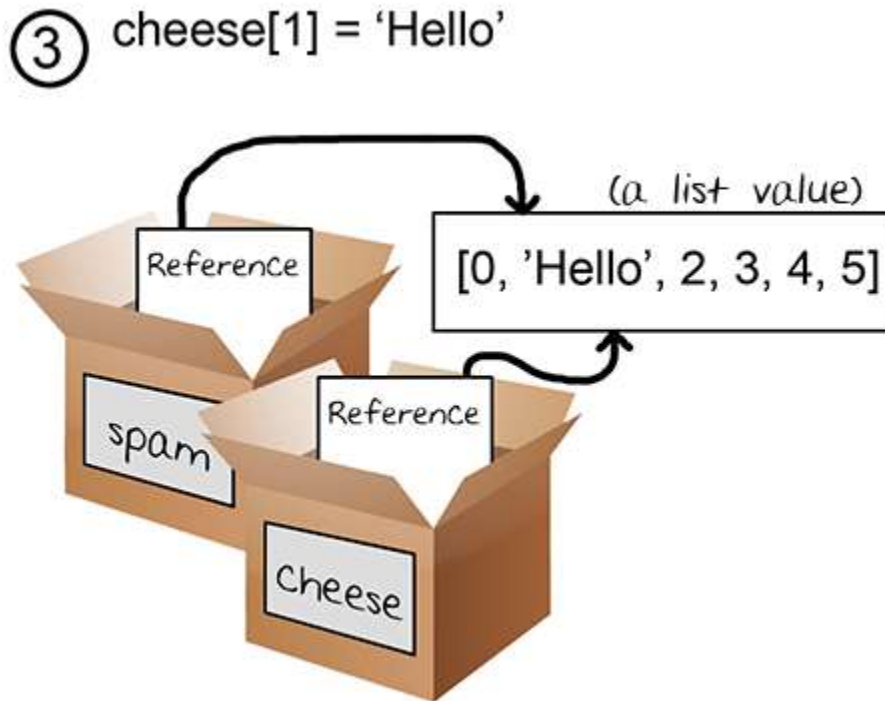 3 cheese[1] = ‘Hello’
(a list value)
Reference
[0, ’Hello’, 2, 3, 4, 5]
spam
Reference
Cheese